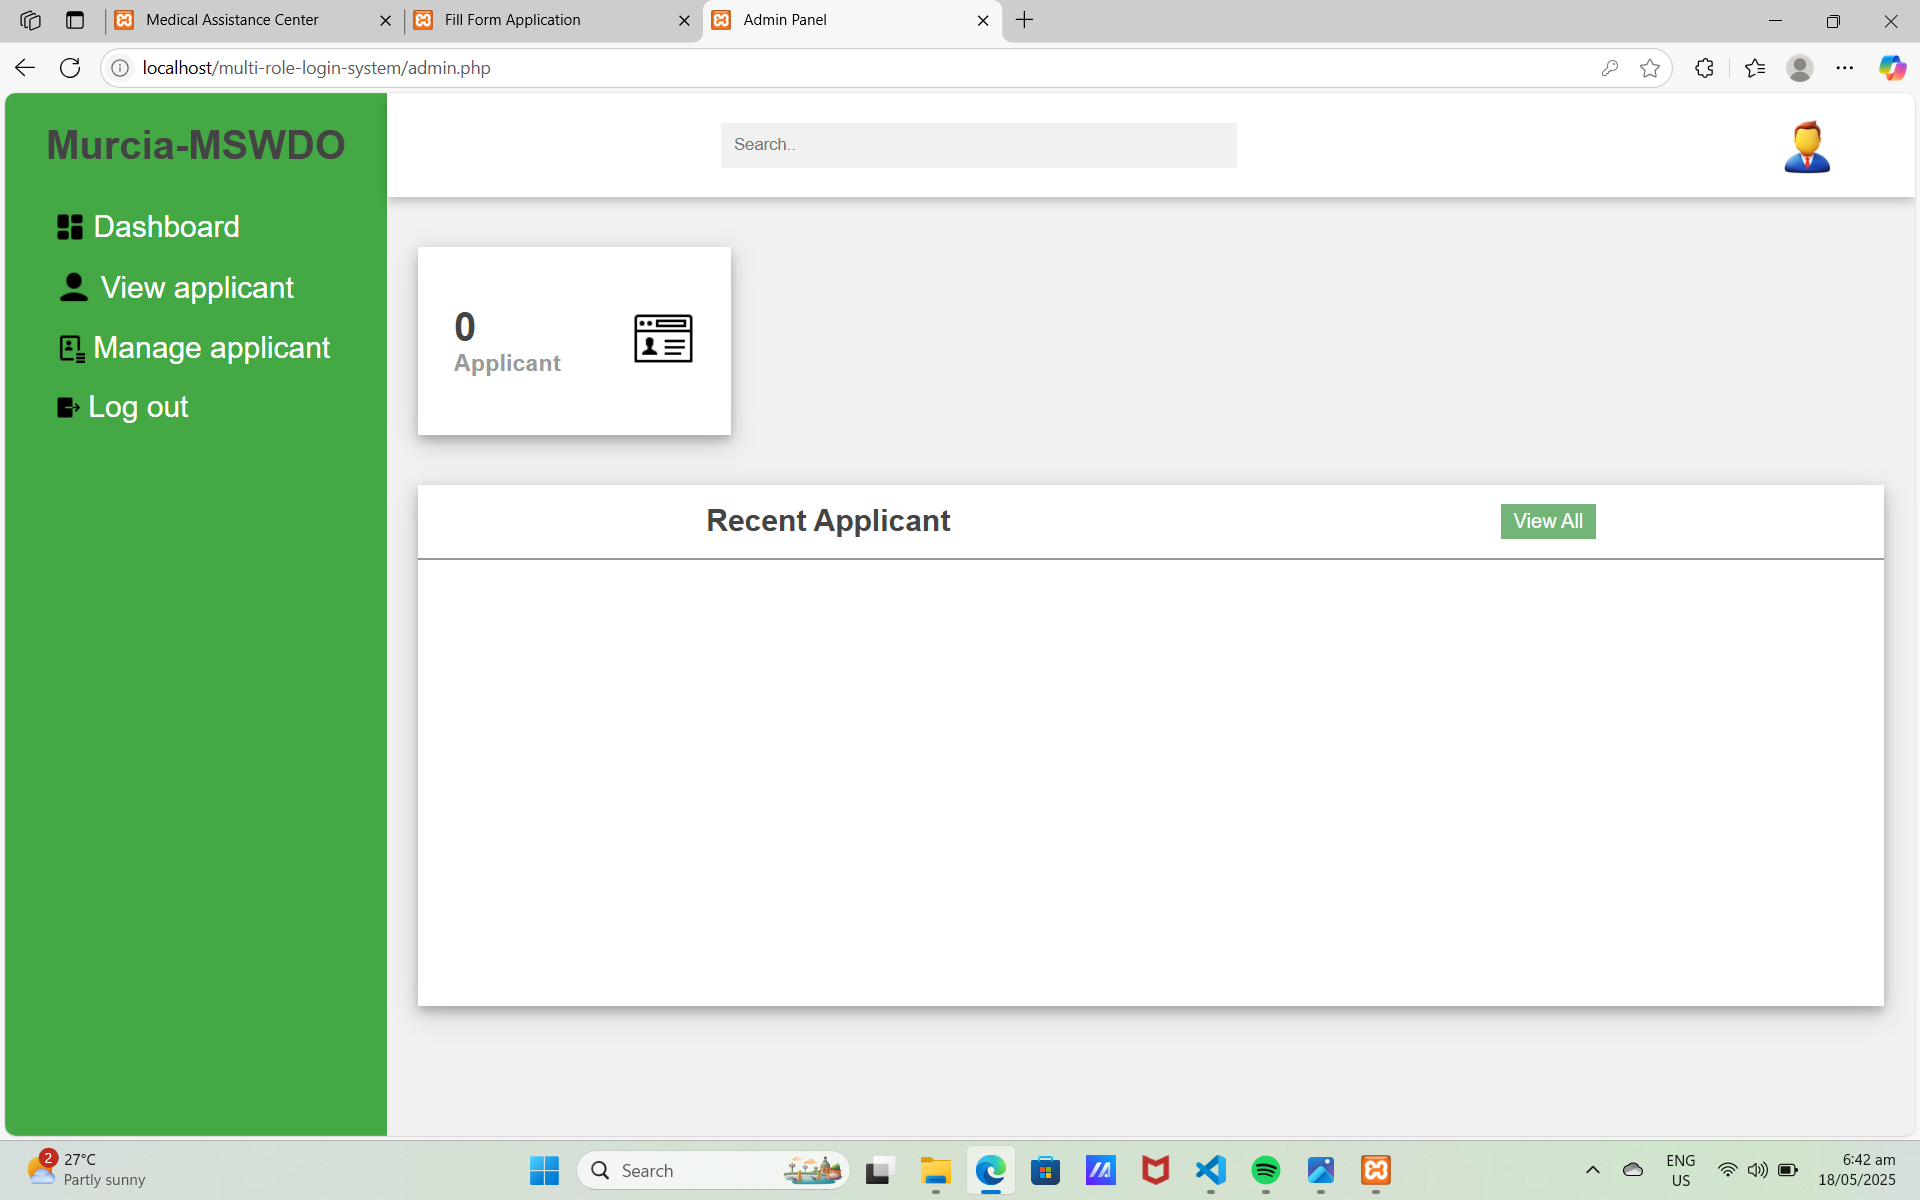 Medical Assistance Center
Fill Form Application
Admin Panel
localhost/multi-role-login-system/admin.php
Murcia-MSWDO
Search..
Dashboard
View applicant
Manage applicant
Log out
0
Applicant
Recent Applicant
View All
2
27°C
Partly sunny
Search
ENG
US
6:42 am
18/05/2025